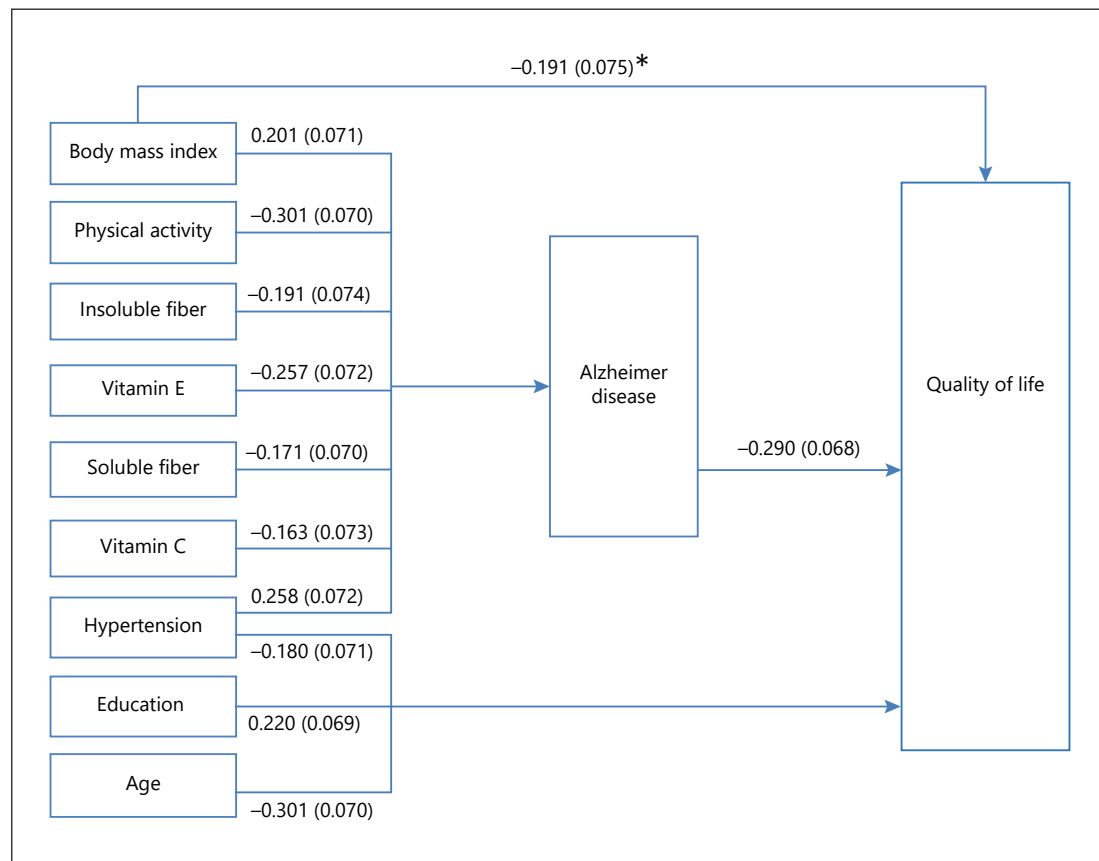 –0.191 (0.075)*
Body mass index
0.201 (0.071)
Physical activity
–0.301 (0.070)
Insoluble fiber
–0.191 (0.074)
Vitamin E
–0.257 (0.072)
Alzheimer
disease
Quality of life
Soluble fiber
–0.171 (0.070)
–0.290 (0.068)
Vitamin C
–0.163 (0.073)
Hypertension
0.258 (0.072)
–0.180 (0.071)
Education
0.220 (0.069)
Age
–0.301 (0.070)